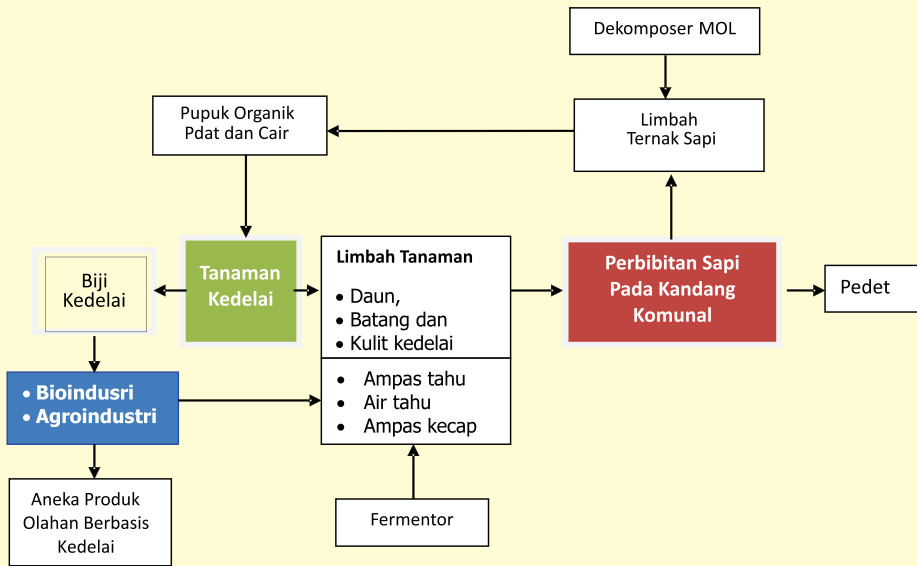 Dekomposer MOL
Pupuk Organik
Pdat dan Cair
Limbah
Ternak Sapi
Biji
Kedelai
Tanaman
Kedelai
Limbah Tanaman
• Daun,
• Batang dan
• Kulit kedelai
• Ampas tahu
• Air tahu
• Ampas kecap
Perbibitan Sapi
Pada Kandang
Komunal
Pedet
• Bioindusri
• Agroindustri
Aneka Produk
Olahan Berbasis
Kedelai
Fermentor